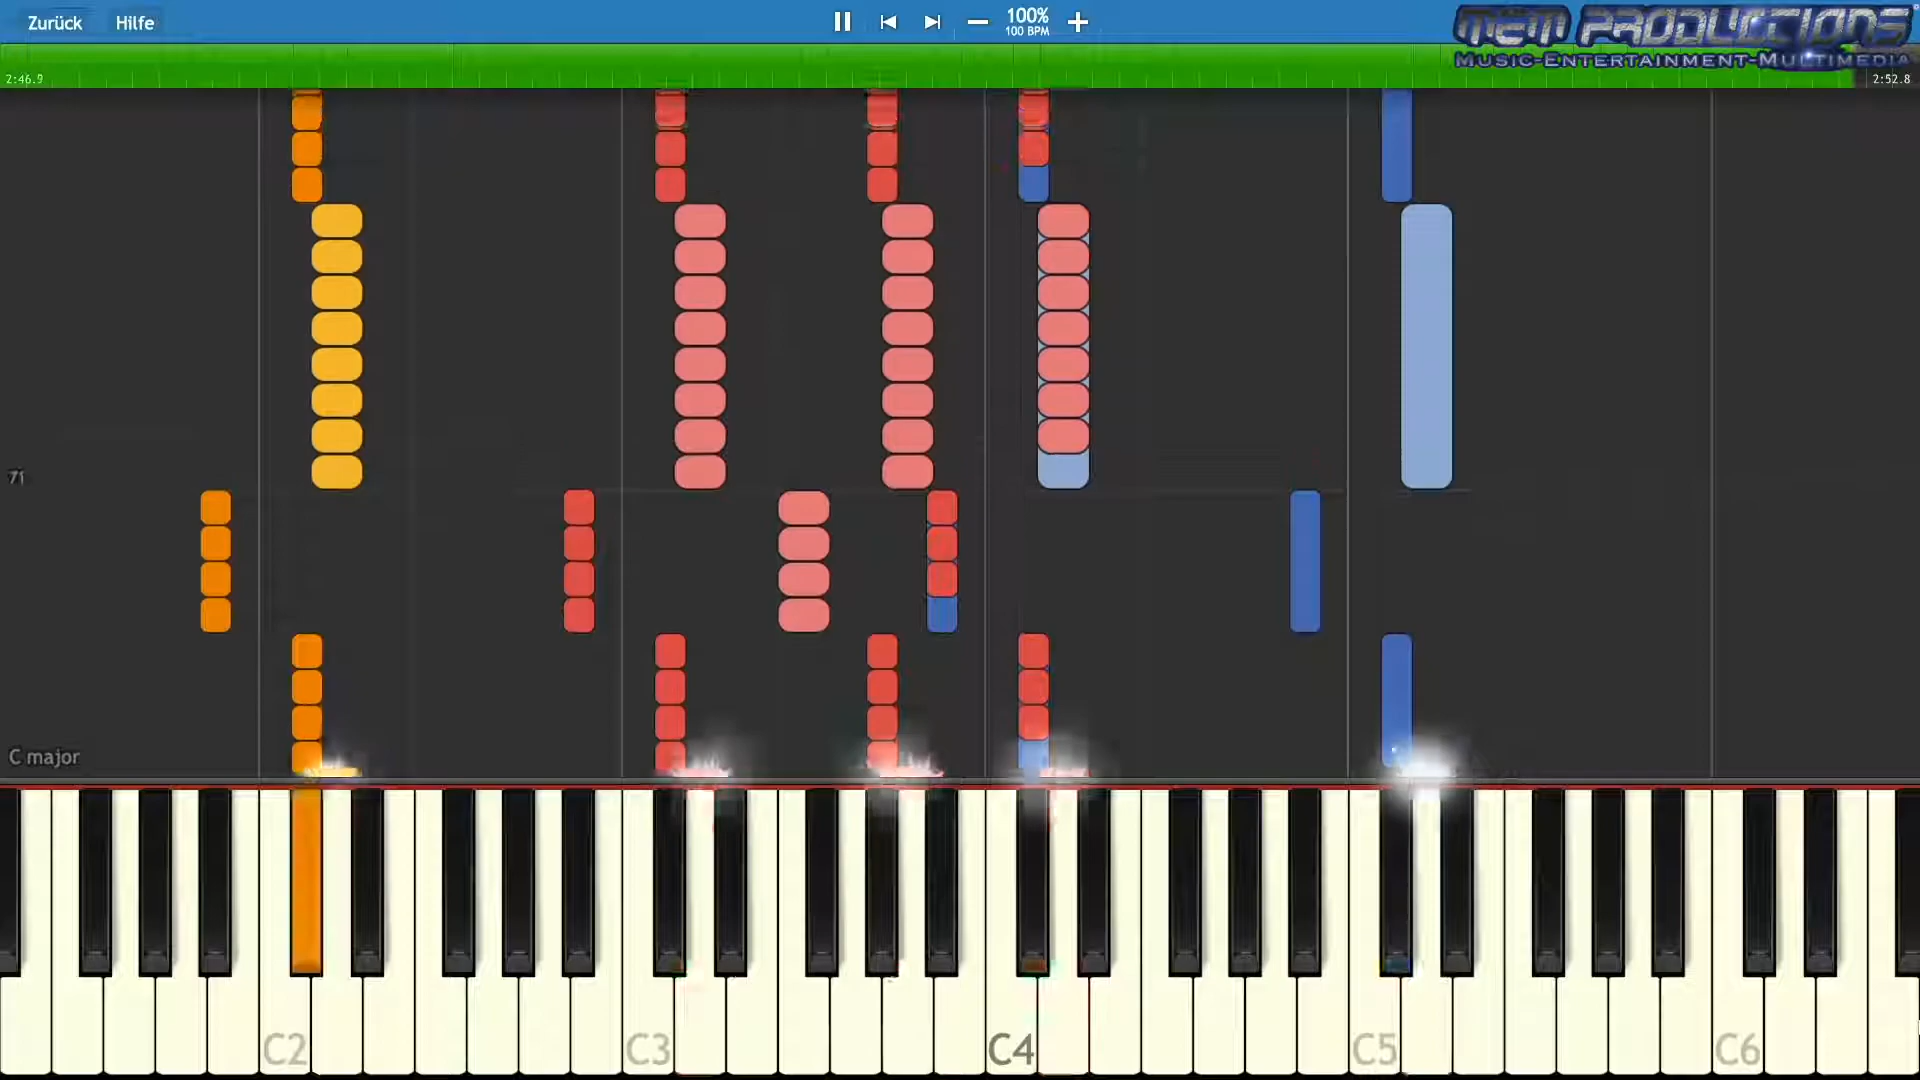 Zurück Hilfe
100%
100 BPM
MEM PRODUCTIONS
MUSIC-ENTERTAINMENT-MULTIMEDIA
2:46.9
2:52.8
71
C major
C2 C3 C4 C5 C6